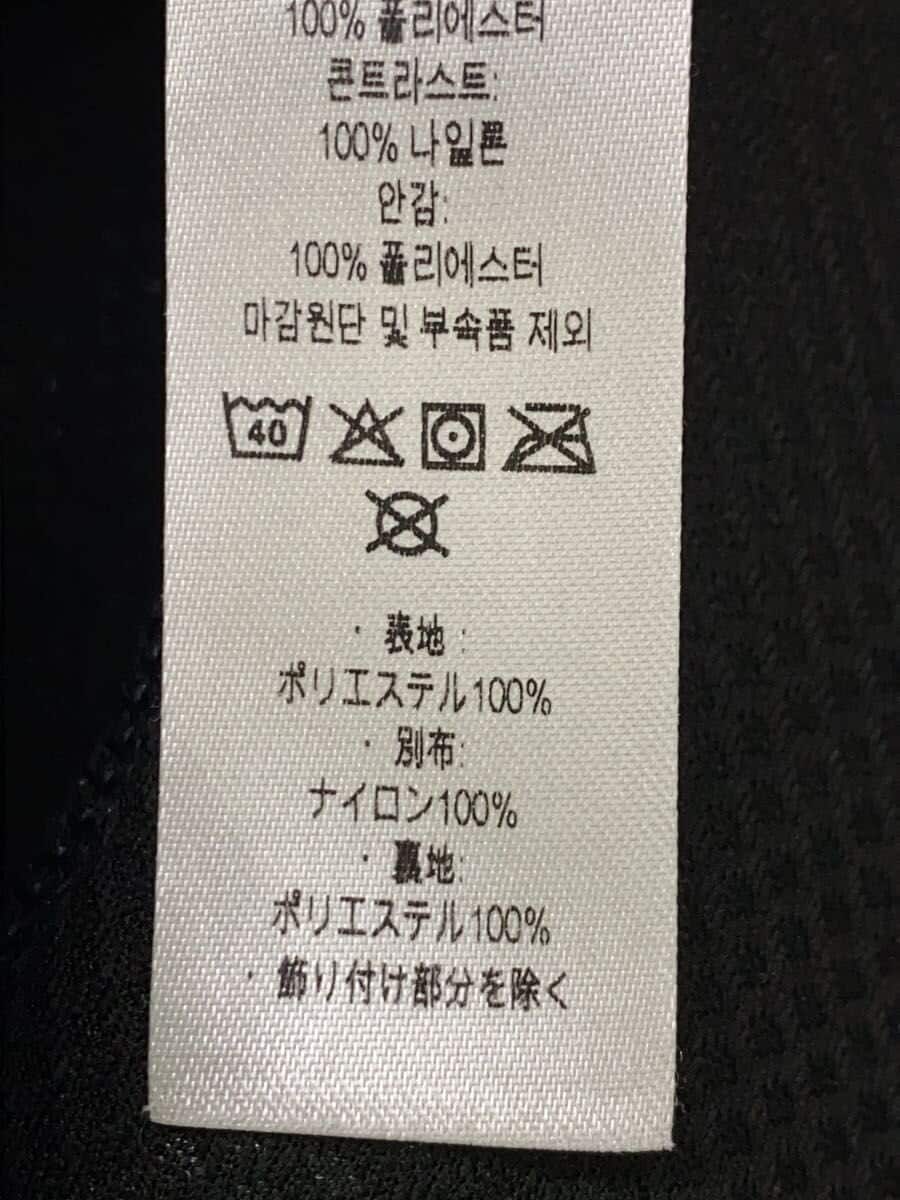 100% 폴리에스터
콘트라스트:
100% 나일론
안감:
100% 폴리에스터
마감원단 및 부속품 제외
40
· 表地 :
ポリエステル100%
· 別布:
ナイロン100%
· 裏地:
ポリエステル100%
· 飾り付け部分を除く